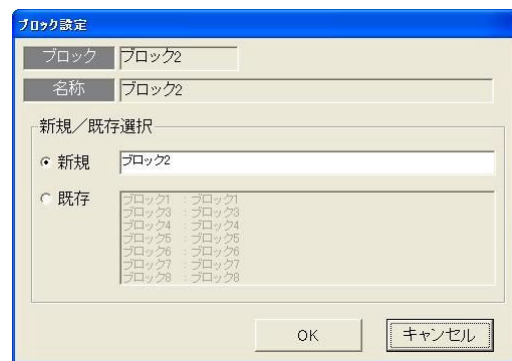 ブロック設定
ブロック ブロック2
名称 ブロック2
新規／既存選択
新規 ブロック2
既存
ブロック1 : ブロック1
ブロック3 : ブロック3
ブロック4 : ブロック4
ブロック5 : ブロック5
ブロック6 : ブロック6
ブロック7 : ブロック7
ブロック8 : ブロック8
OK キャンセル